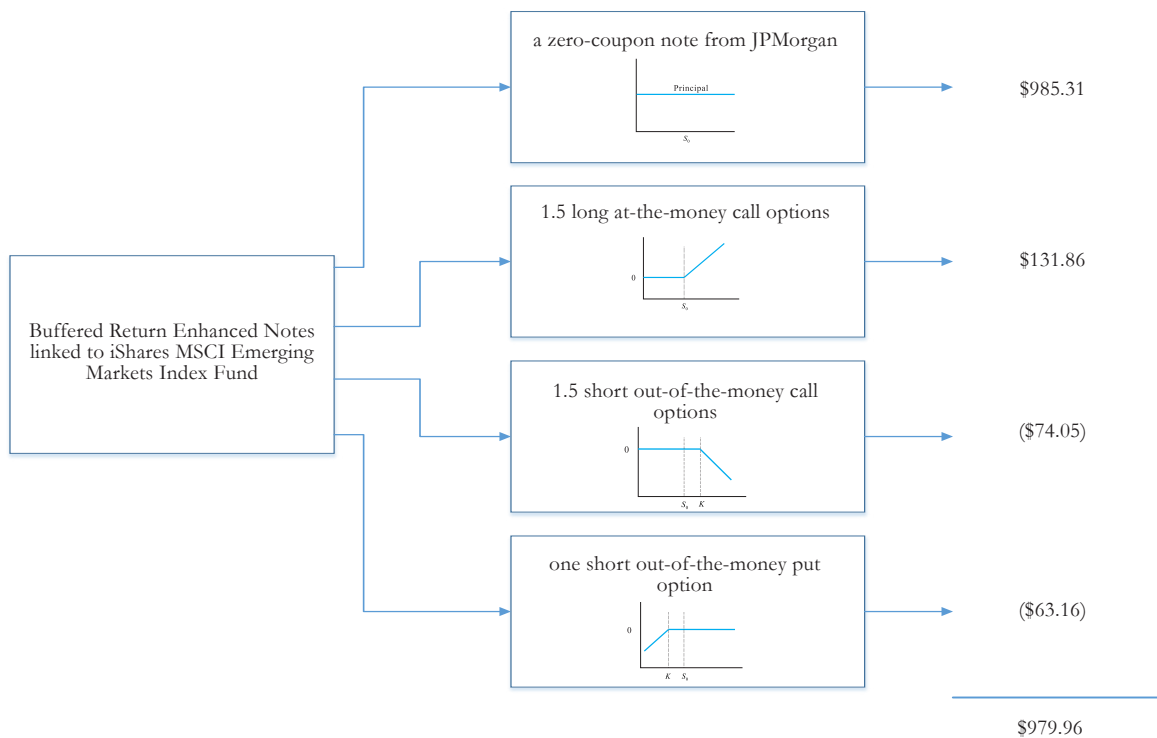 a zero-coupon note from JPMorgan
Principal
S₀
$985.31
1.5 long at-the-money call options
0
S₀
$131.86
Buffered Return Enhanced Notes
linked to iShares MSCI Emerging
Markets Index Fund
1.5 short out-of-the-money call
options
0
S₀ K
($74.05)
one short out-of-the-money put
option
0
K S₀
($63.16)
$979.96